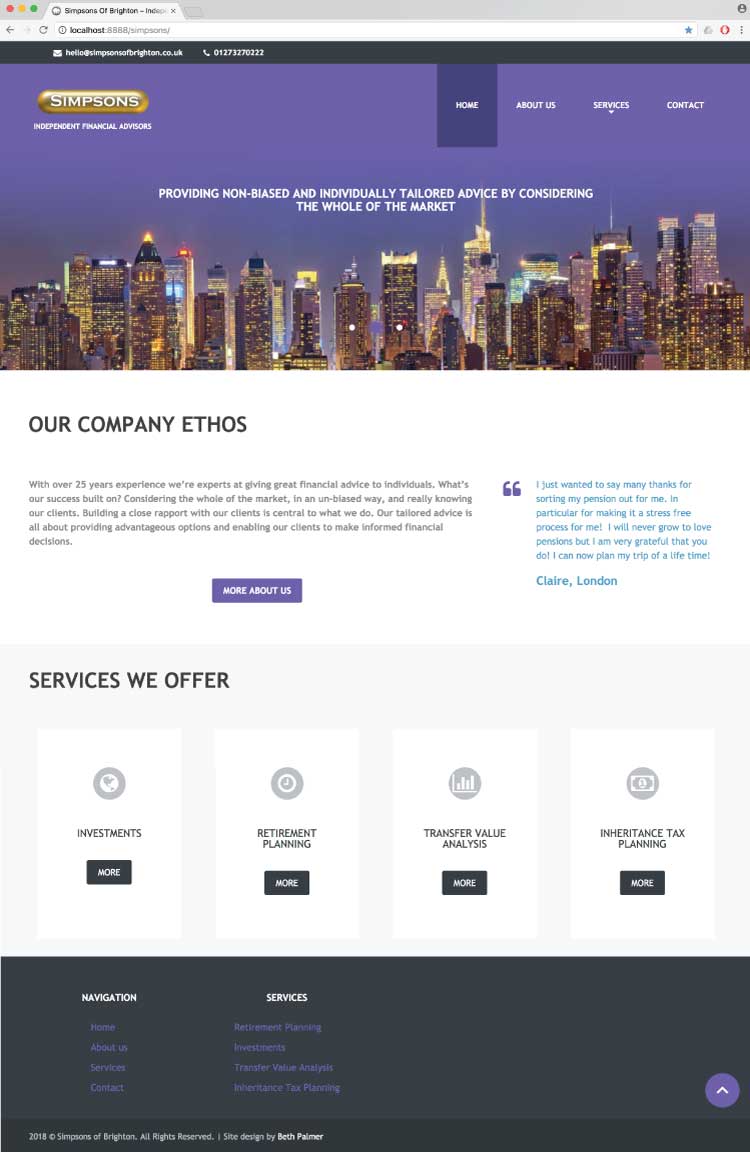 Simpsons Of Brighton – Indepe
localhost:8888/simpsons/
hello@simpsonsofbrighton.co.uk 01273270222
SIMPSONS
INDEPENDENT FINANCIAL ADVISORS
HOME ABOUT US SERVICES CONTACT
PROVIDING NON-BIASED AND INDIVIDUALLY TAILORED ADVICE BY CONSIDERING
THE WHOLE OF THE MARKET
OUR COMPANY ETHOS
With over 25 years experience we’re experts at giving great financial advice to individuals. What’s
our success built on? Considering the whole of the market, in an un-biased way, and really knowing
our clients. Building a close rapport with our clients is central to what we do. Our tailored advice is
all about providing advantageous options and enabling our clients to make informed financial
decisions.
MORE ABOUT US
I just wanted to say many thanks for
sorting my pension out for me. In
particular for making it a stress free
process for me! I will never grow to love
pensions but I am very grateful that you
do! I can now plan my trip of a life time!
Claire, London
SERVICES WE OFFER
INVESTMENTS
MORE
RETIREMENT
PLANNING
MORE
TRANSFER VALUE
ANALYSIS
MORE
INHERITANCE TAX
PLANNING
MORE
NAVIGATION
Home
About us
Services
Contact
SERVICES
Retirement Planning
Investments
Transfer Value Analysis
Inheritance Tax Planning
2018 © Simpsons of Brighton. All Rights Reserved. | Site design by Beth Palmer